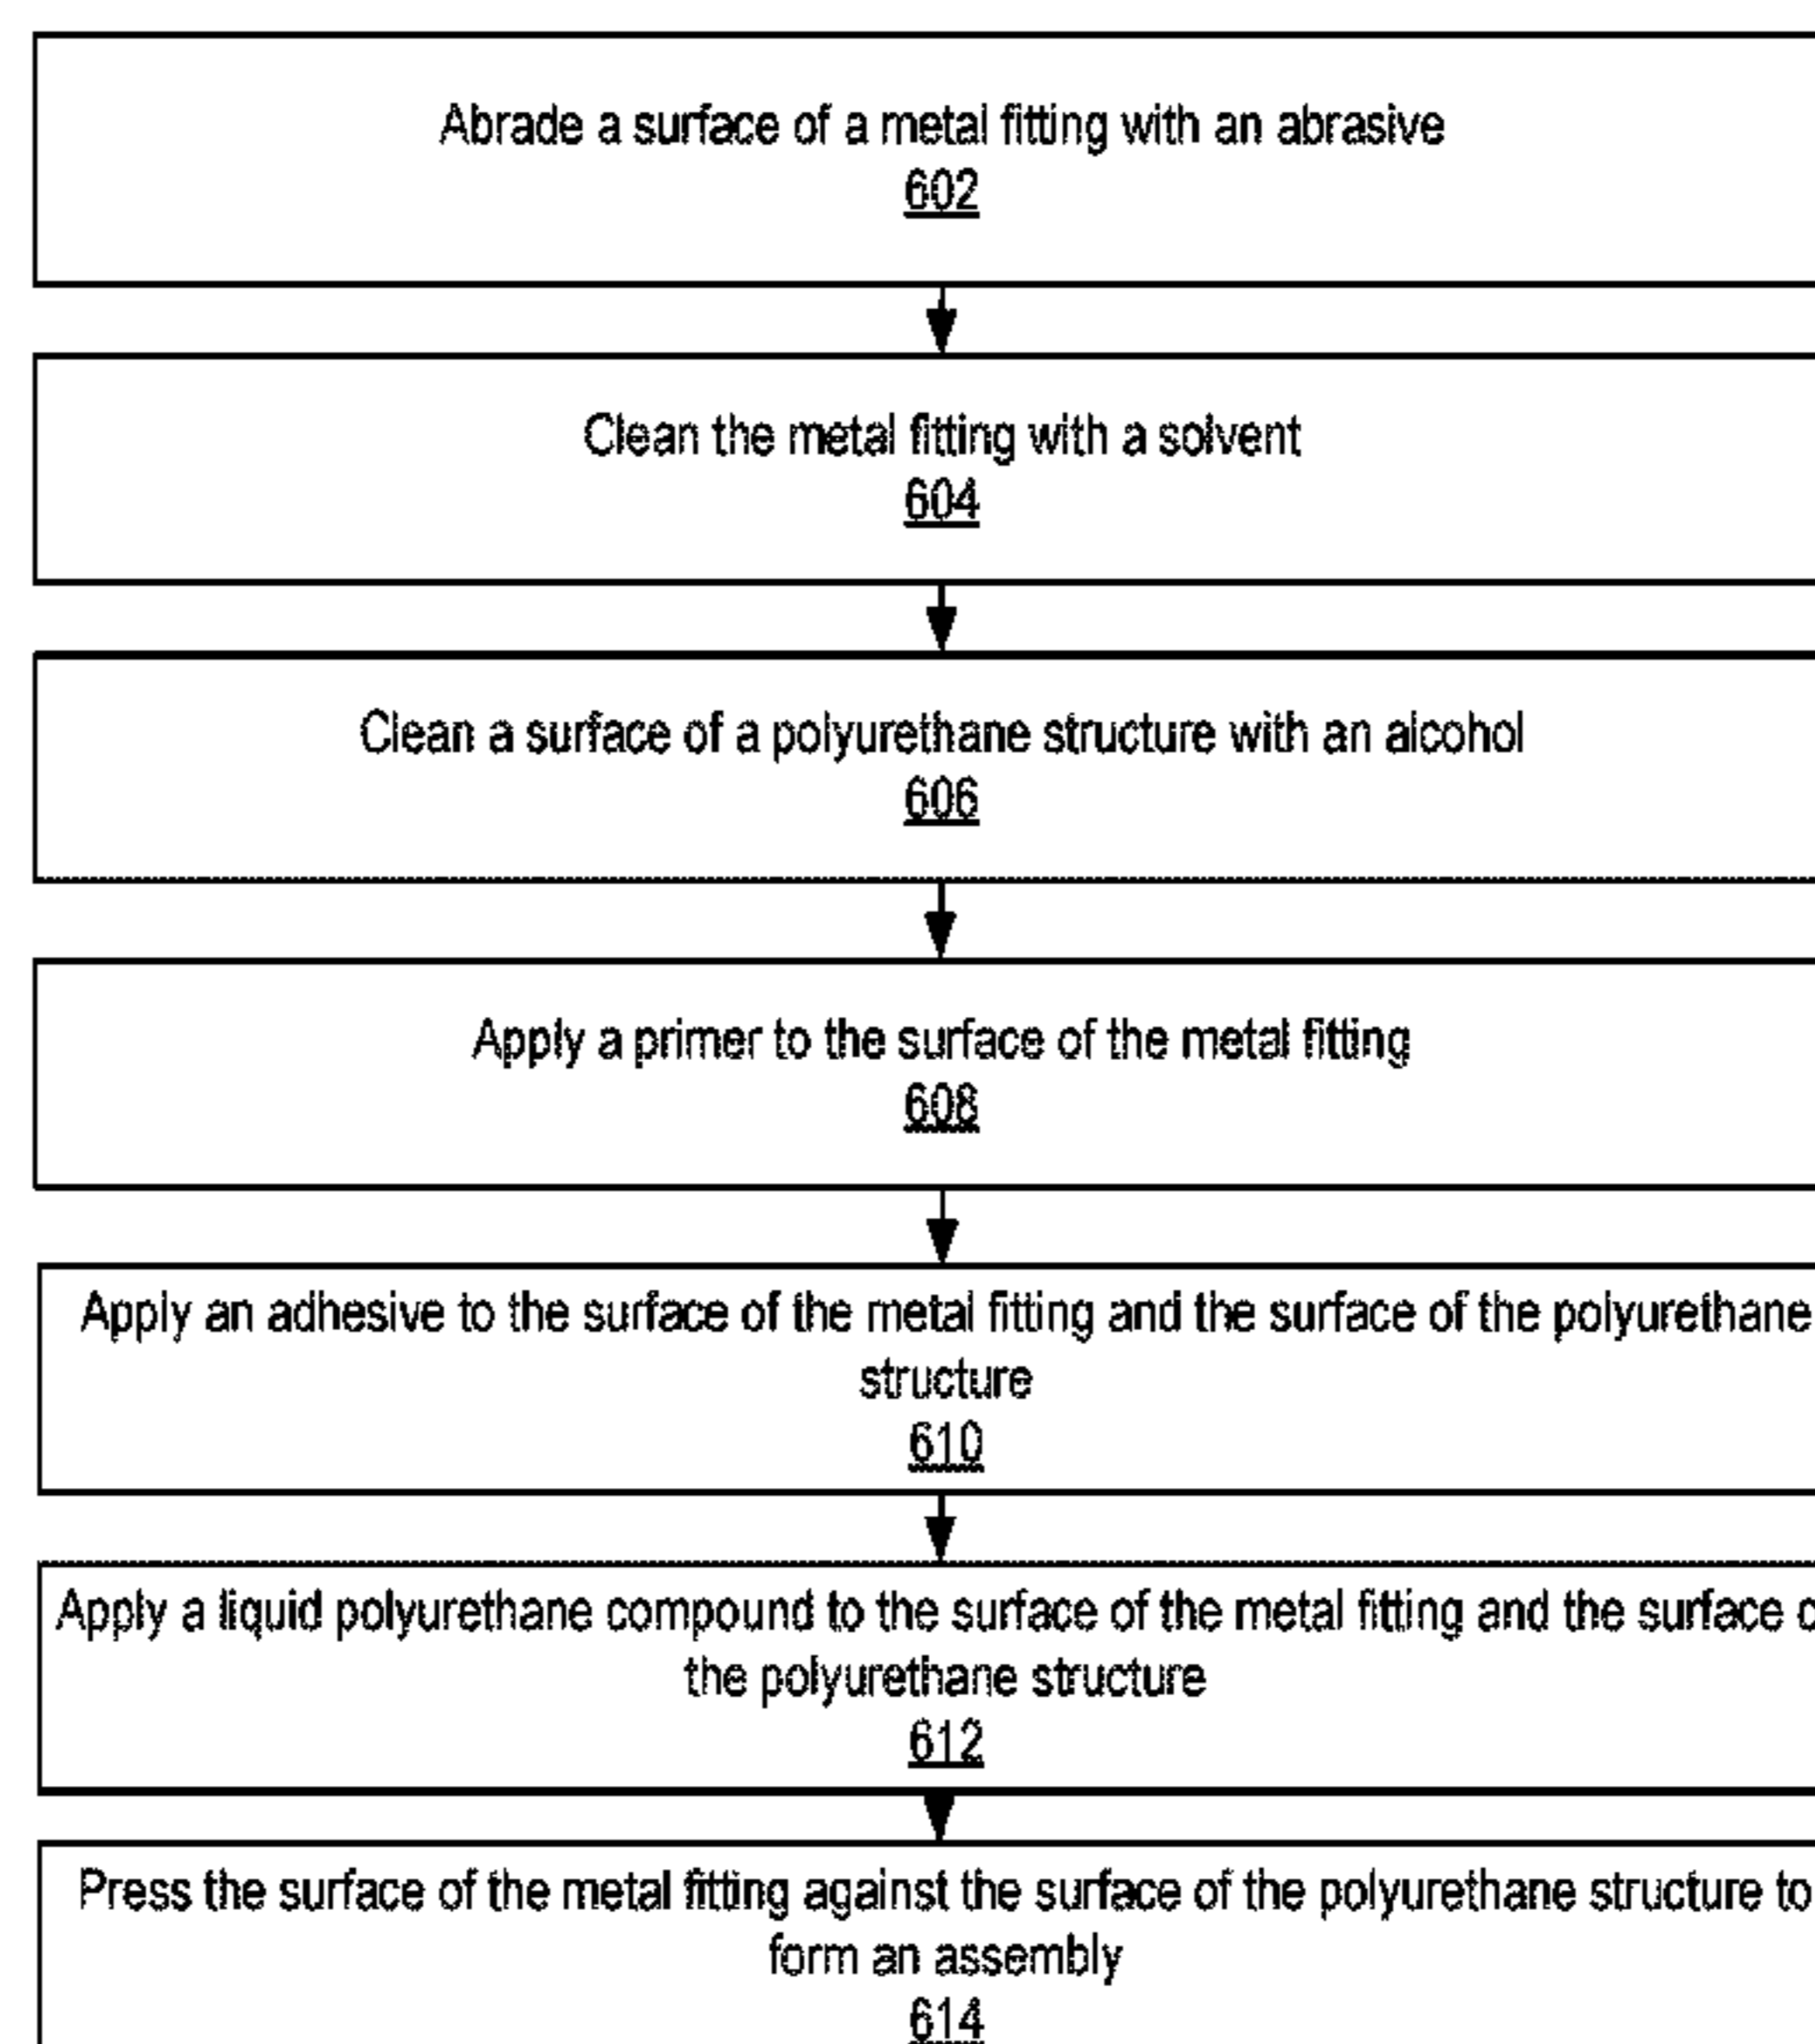 Abrade a surface of a metal fitting with an abrasive
602
Clean the metal fitting with a solvent
604
Clean a surface of a polyurethane structure with an alcohol
606
Apply a primer to the surface of the metal fitting
608
Apply an adhesive to the surface of the metal fitting and the surface of the polyurethane
structure
610
Apply a liquid polyurethane compound to the surface of the metal fitting and the surface
the polyurethane structure
612
Press the surface of the metal fitting against the surface of the polyurethane structure to
form an assembly
614